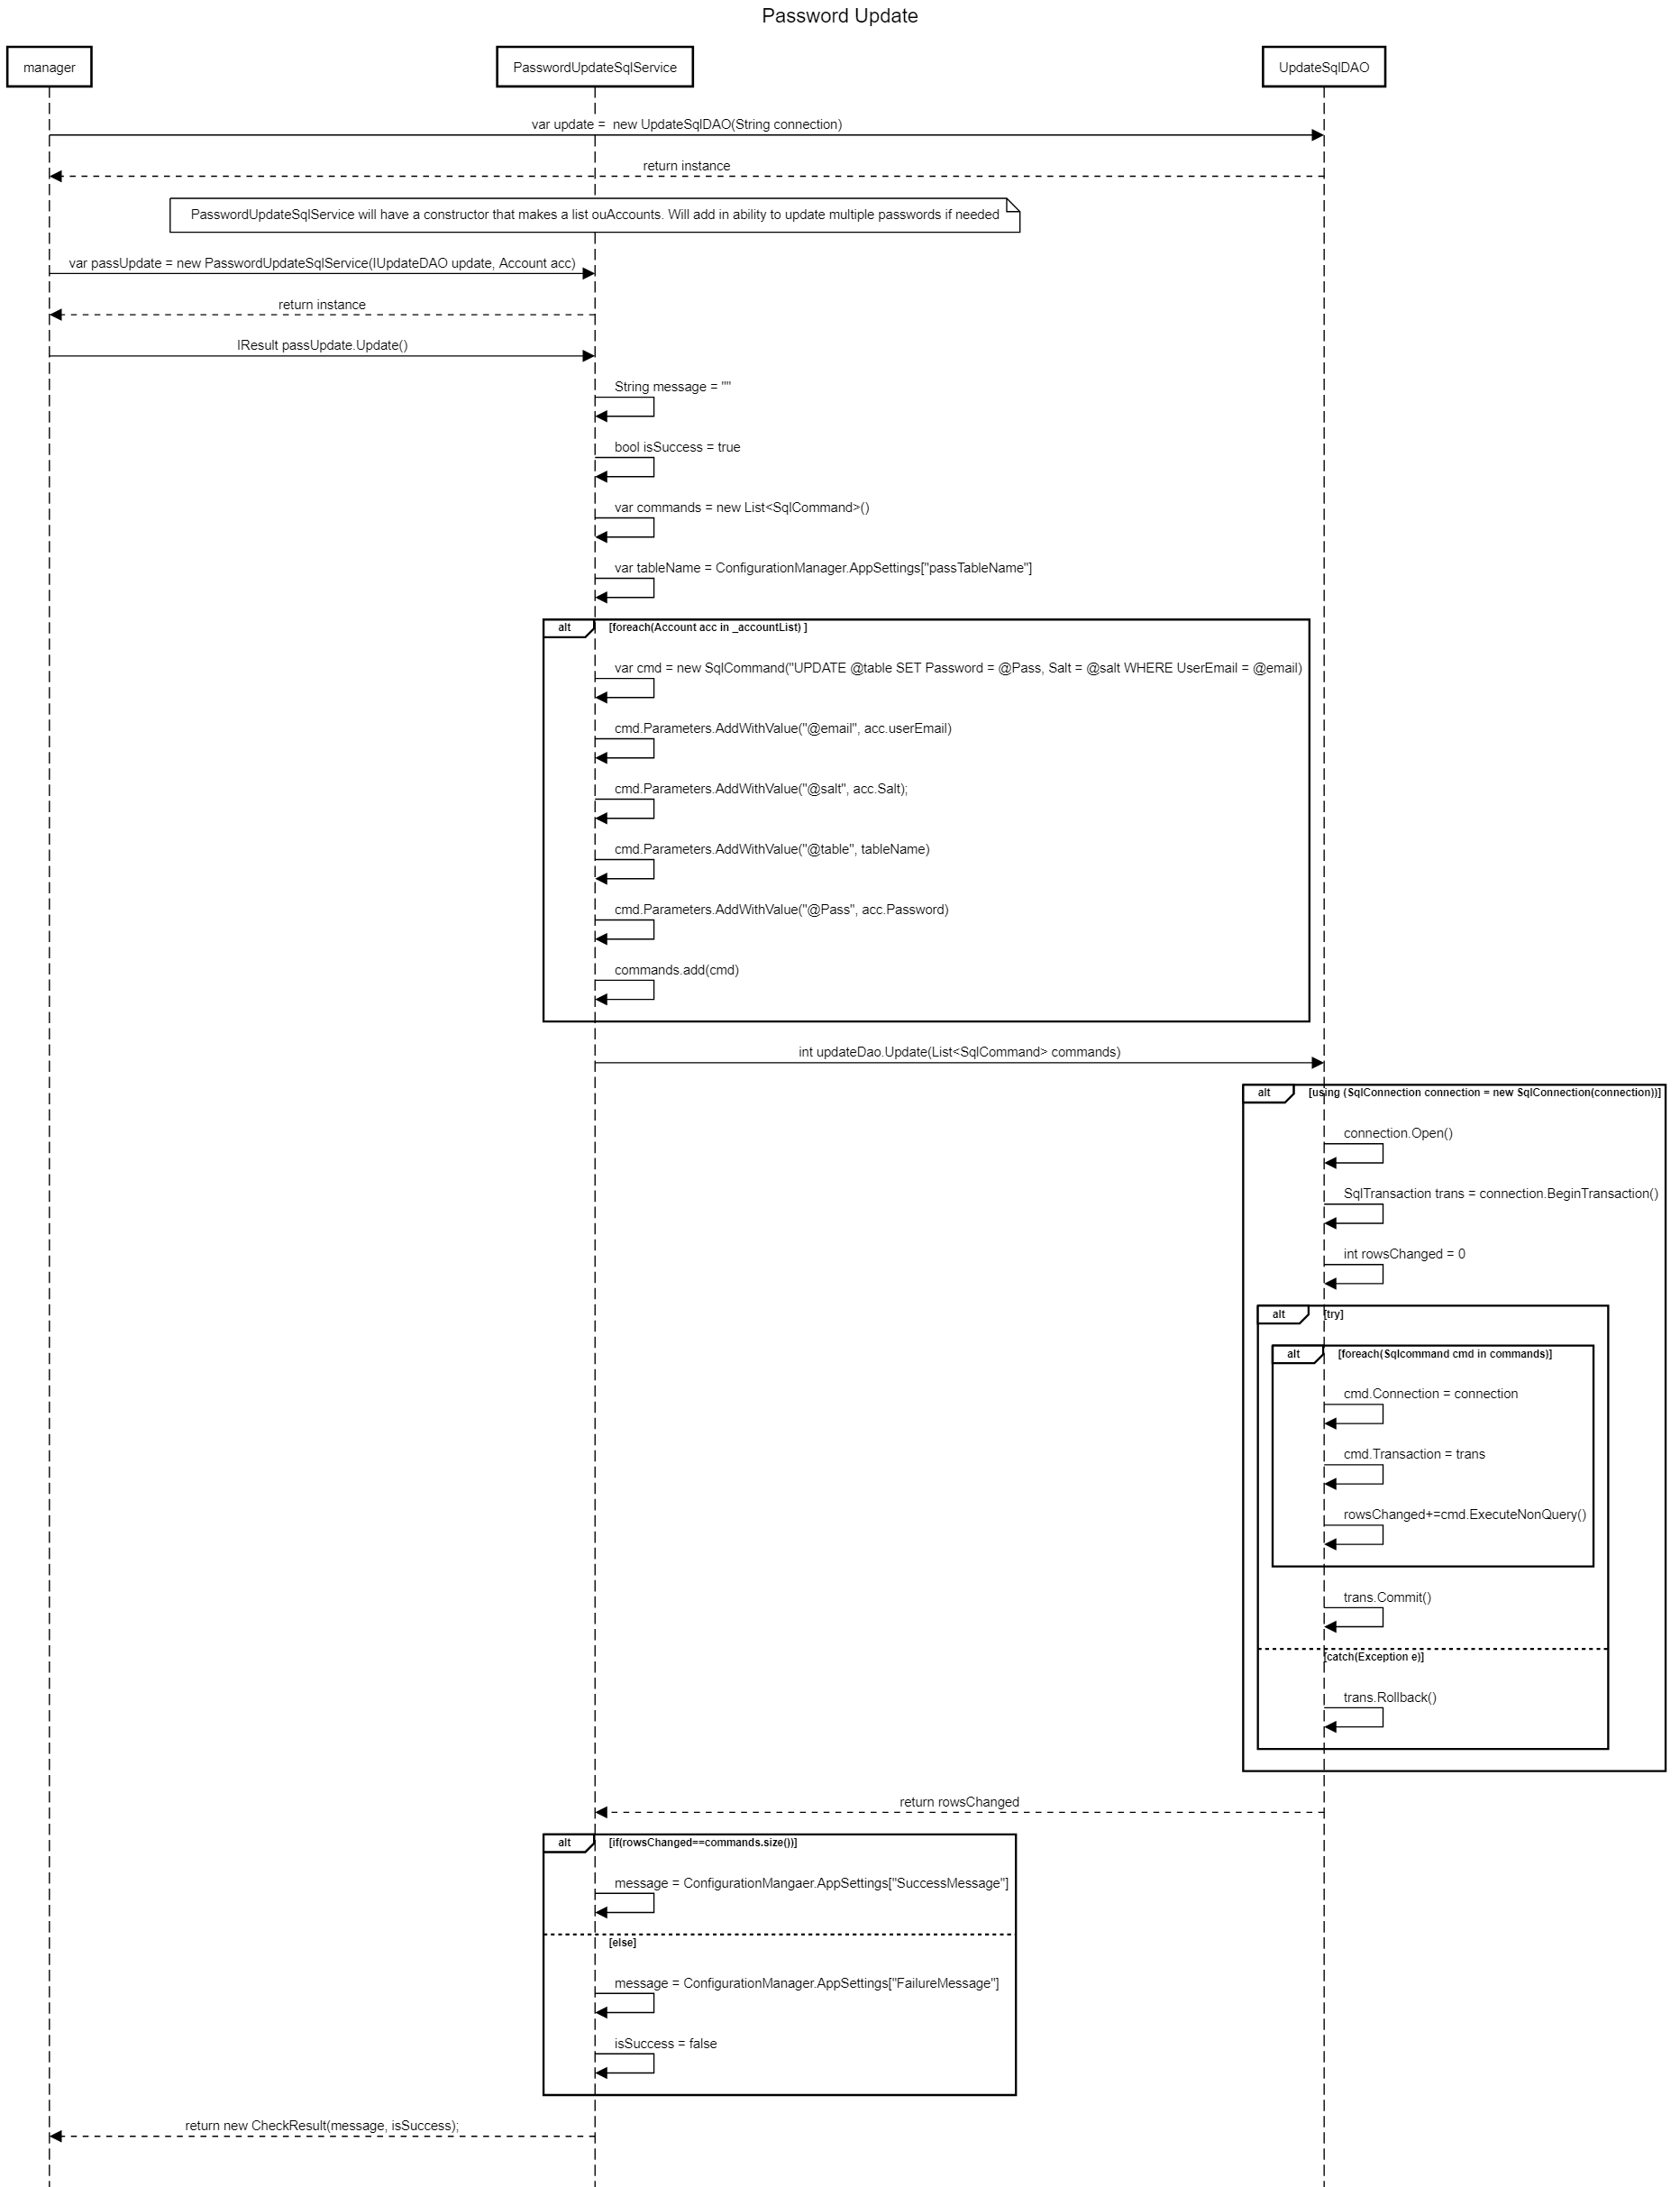 Password Update
manager
PasswordUpdateSqlService
UpdateSqlDAO
var update =  new UpdateSqlDAO(String connection)
return instance
PasswordUpdateSqlService will have a constructor that makes a list ouAccounts. Will add in ability to update multiple passwords if needed
var passUpdate = new PasswordUpdateSqlService(IUpdateDAO update, Account acc)
return instance
IResult passUpdate.Update()
String message = ""
bool isSuccess = true
var commands = new List<SqlCommand>()
var tableName = ConfigurationManager.AppSettings["passTableName"]
alt
[foreach(Account acc in _accountList) ]
var cmd = new SqlCommand("UPDATE @table SET Password = @Pass, Salt = @salt WHERE UserEmail = @email)
cmd.Parameters.AddWithValue("@email", acc.userEmail)
cmd.Parameters.AddWithValue("@salt", acc.Salt);
cmd.Parameters.AddWithValue("@table", tableName)
cmd.Parameters.AddWithValue("@Pass", acc.Password)
commands.add(cmd)
int updateDao.Update(List<SqlCommand> commands)
alt
[using (SqlConnection connection = new SqlConnection(connection))]
connection.Open()
SqlTransaction trans = connection.BeginTransaction()
int rowsChanged = 0
alt
[try]
alt
[foreach(Sqlcommand cmd in commands)]
cmd.Connection = connection
cmd.Transaction = trans
rowsChanged+=cmd.ExecuteNonQuery()
trans.Commit()
[catch(Exception e)]
trans.Rollback()
return rowsChanged
alt
[if(rowsChanged==commands.size())]
message = ConfigurationMangaer.AppSettings["SuccessMessage"]
[else]
message = ConfigurationManager.AppSettings["FailureMessage"]
isSuccess = false
return new CheckResult(message, isSuccess);